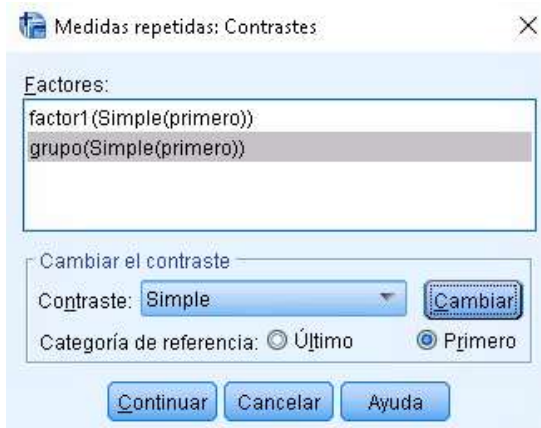 Medidas repetidas: Contrastes
Factores:
factor1(Simple(primero))
grupo(Simple(primero))
Cambiar el contraste
Contraste: Simple Cambiar
Categoría de referencia: Último Primero
Continuar Cancelar Ayuda